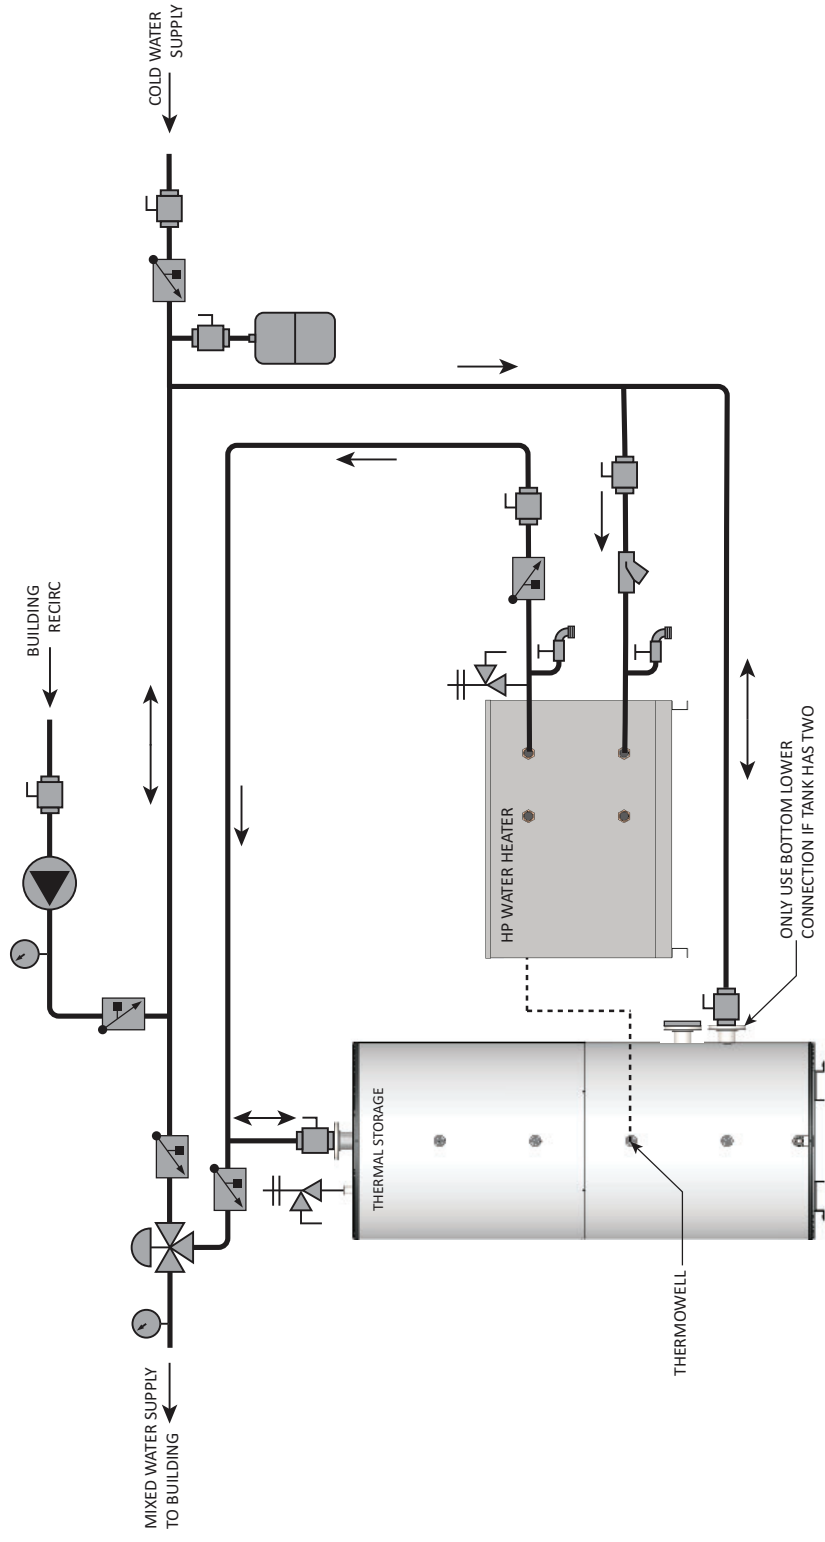 COLD WATER
SUPPLY
BUILDING
RECIRC
HP WATER HEATER
ONLY USE BOTTOM LOWER
CONNECTION IF TANK HAS TWO
THERMAL STORAGE
THERMOWELL
MIXED WATER SUPPLY
TO BUILDING